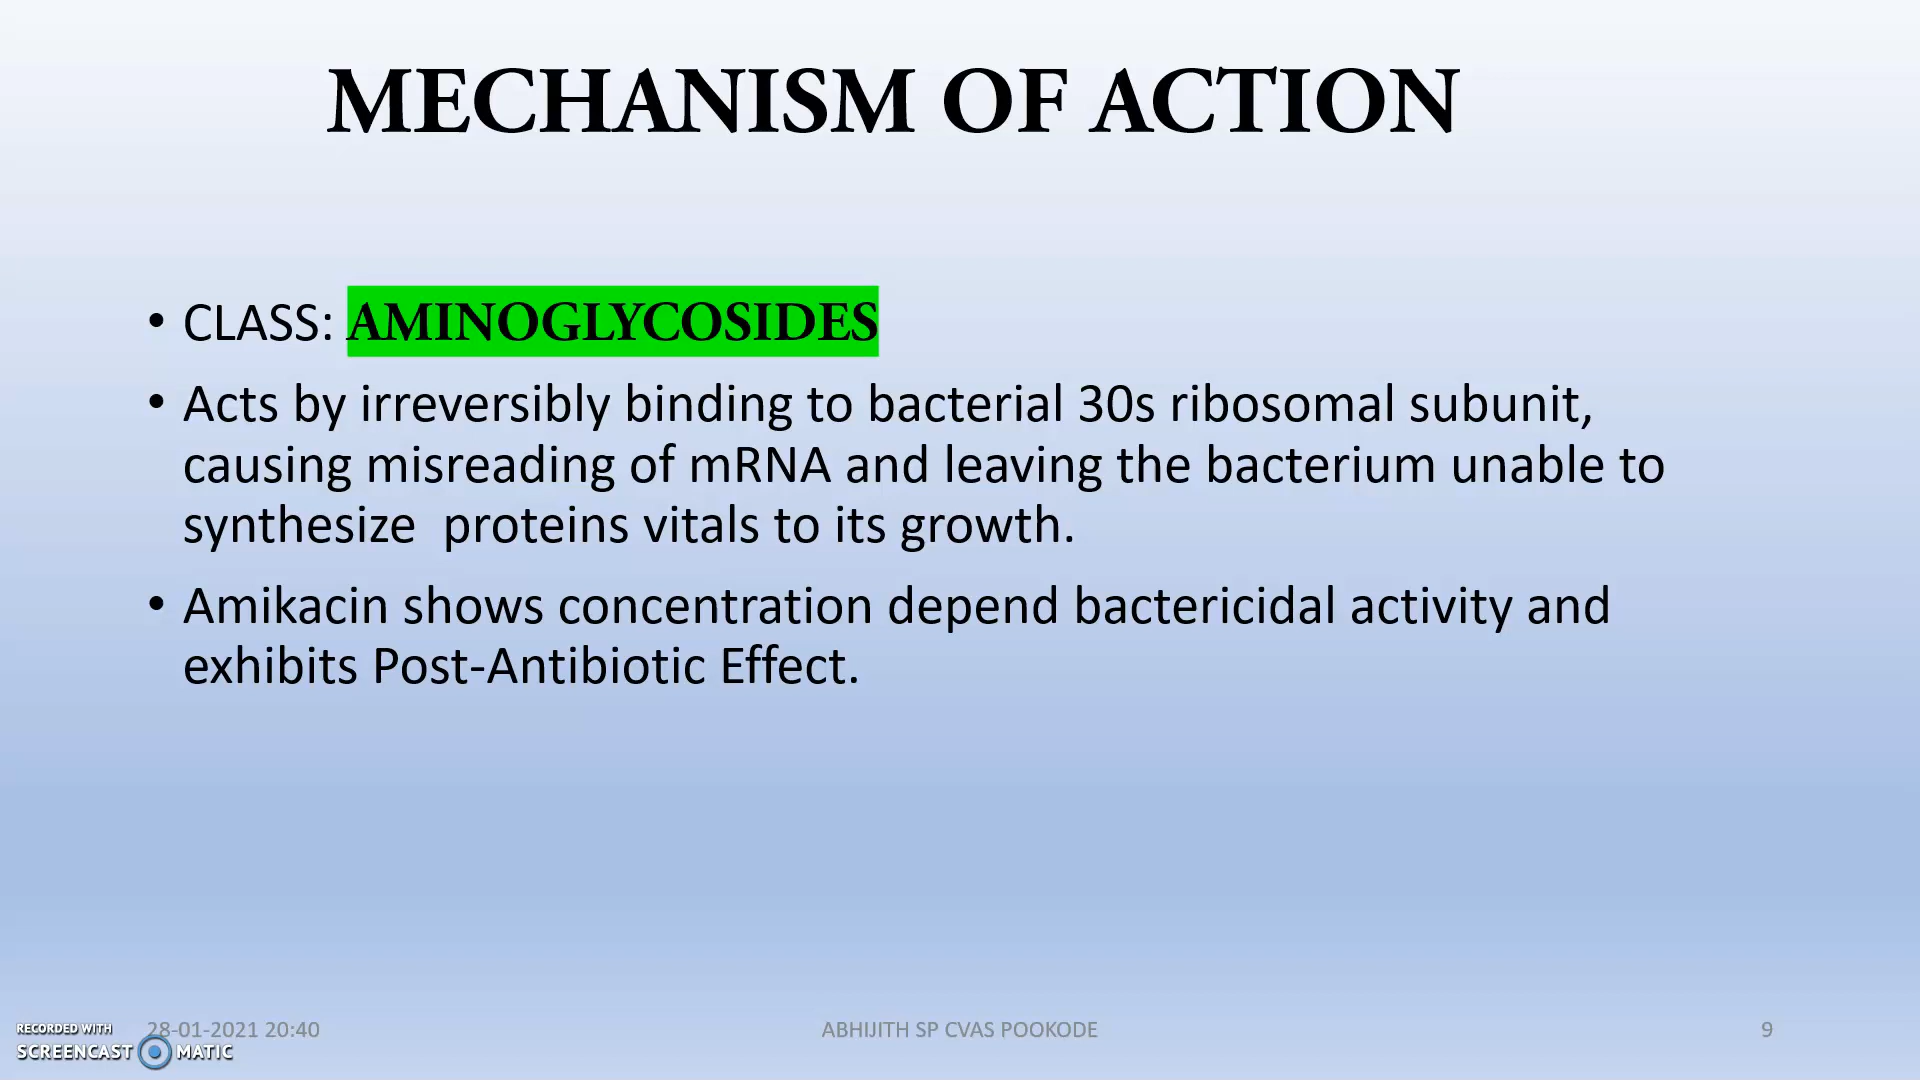 MECHANISM OF ACTION
• CLASS: AMINOGLYCOSIDES
• Acts by irreversibly binding to bacterial 30s ribosomal subunit,
causing misreading of mRNA and leaving the bacterium unable to
synthesize  proteins vitals to its growth.
• Amikacin shows concentration depend bactericidal activity and
exhibits Post-Antibiotic Effect.
28-01-2021 20:40
ABHIJITH SP CVAS POOKODE
9
RECORDED WITH
SCREENCAST MATIC